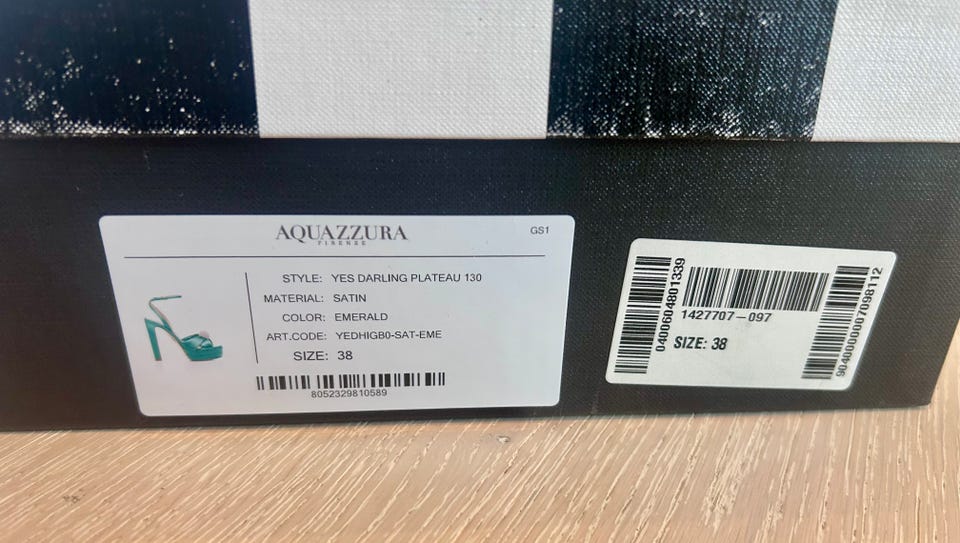 AQUAZZURA
FIRENZE
GS1
STYLE: YES DARLING PLATEAU 130
MATERIAL: SATIN
COLOR: EMERALD
ART.CODE: YEDHIGB0-SAT-EME
SIZE: 38
8052329810589
0400604801339
1427707-097
SIZE: 38
9040000007098112